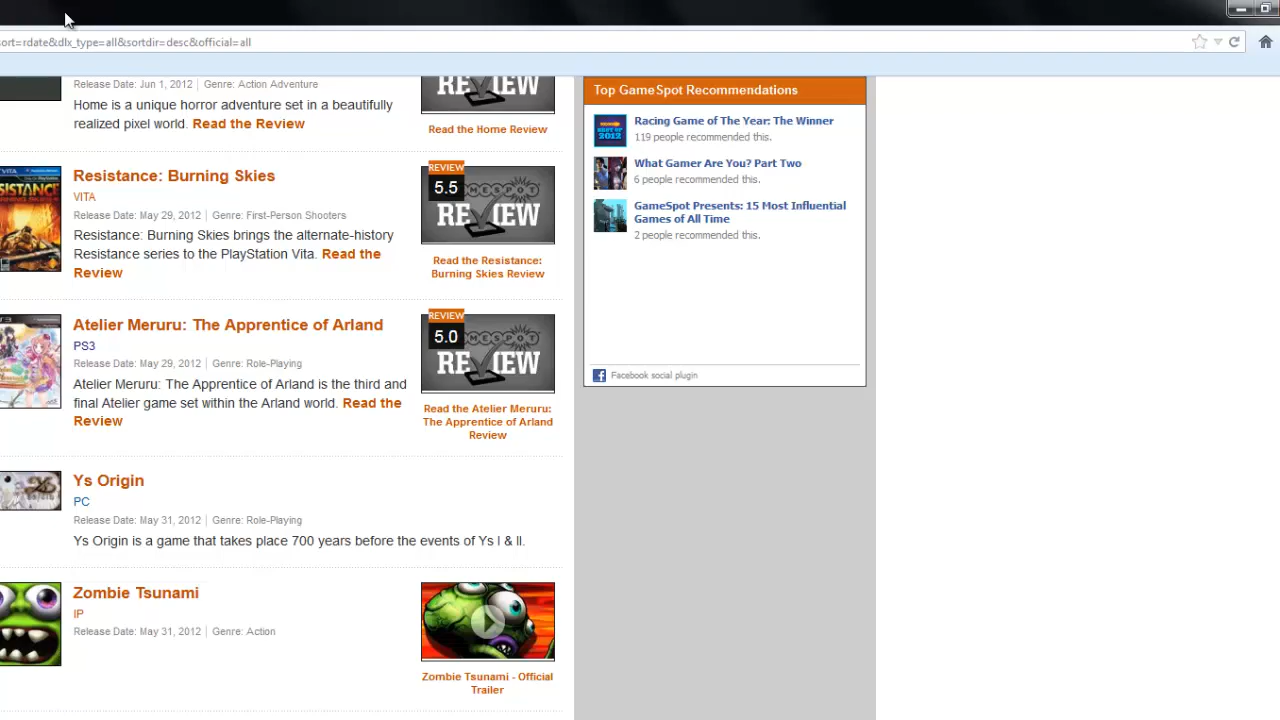 sort=rdate&dlx_type=all&sortdir=desc&official=all
Release Date: Jun 1, 2012 | Genre: Action Adventure
Home is a unique horror adventure set in a beautifully
realized pixel world. Read the Review
Read the Home Review
Resistance: Burning Skies
VITA
Release Date: May 29, 2012 | Genre: First-Person Shooters
Resistance: Burning Skies brings the alternate-history
Resistance series to the PlayStation Vita. Read the
Review
VITA
REVIEW
5.5
GAMESPOT
REVIEW
Read the Resistance:
Burning Skies Review
Atelier Meruru: The Apprentice of Arland
PS3
Release Date: May 29, 2012 | Genre: Role-Playing
Atelier Meruru: The Apprentice of Arland is the third and
final Atelier game set within the Arland world. Read the
Review
REVIEW
5.0
GAMESPOT
REVIEW
Read the Atelier Meruru:
The Apprentice of Arland
Review
Ys Origin
PC
Release Date: May 31, 2012 | Genre: Role-Playing
Ys Origin is a game that takes place 700 years before the events of Ys I & II.
Zombie Tsunami
IP
Release Date: May 31, 2012 | Genre: Action
Zombie Tsunami - Official
Trailer
Top GameSpot Recommendations
Racing Game of The Year: The Winner
119 people recommended this.
What Gamer Are You? Part Two
6 people recommended this.
GameSpot Presents: 15 Most Influential
Games of All Time
2 people recommended this.
Facebook social plugin